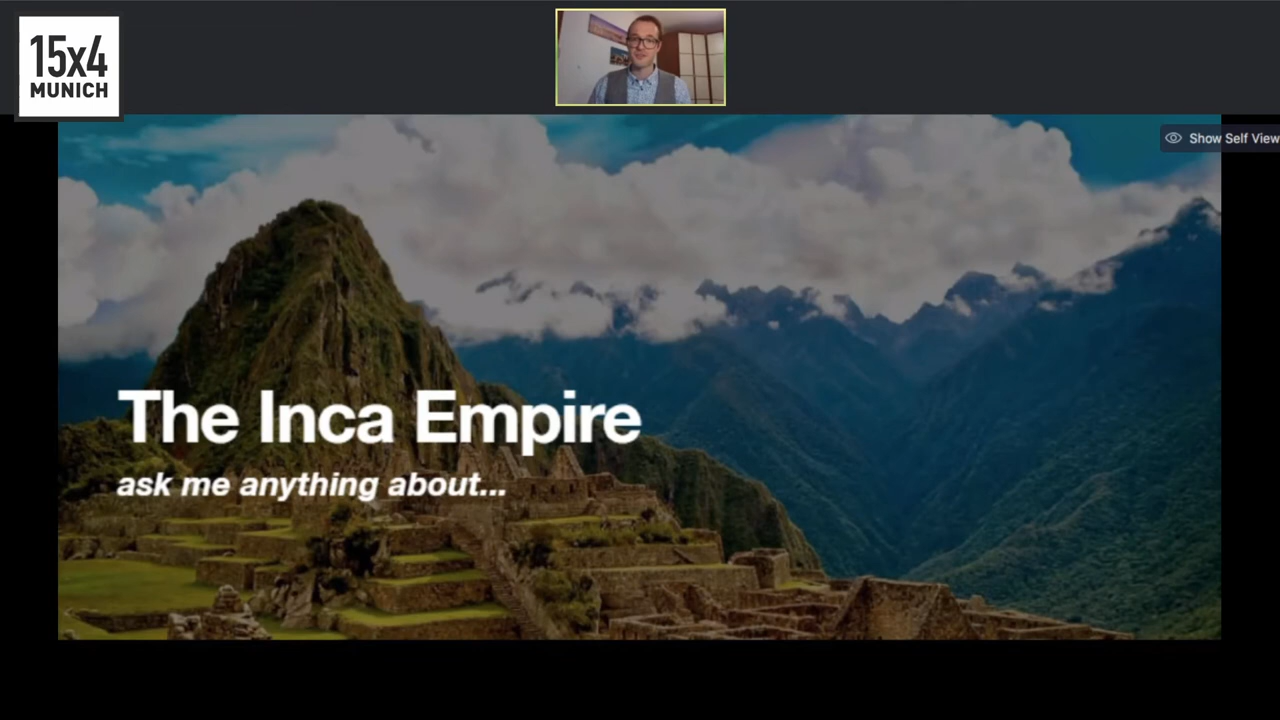 15x4
MUNICH
Show Self View
The Inca Empire
ask me anything about...